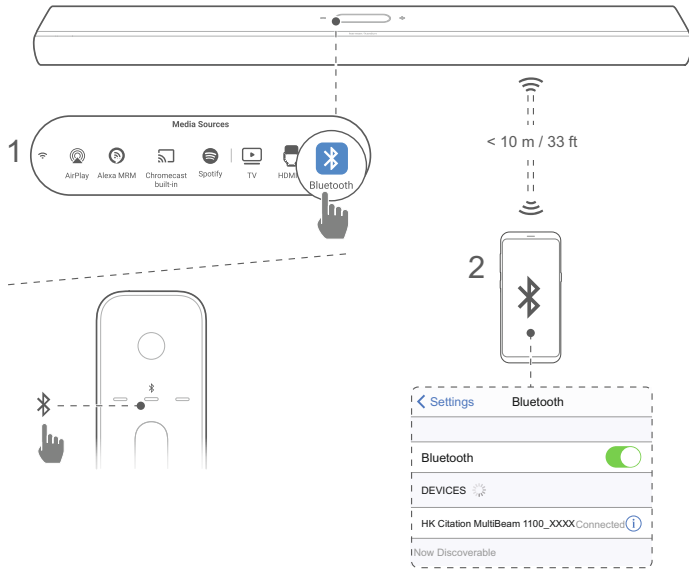 1
Media Sources
AirPlay
Alexa MRM
Chromecast
built-in
Spotify
TV
HDMI
Bluetooth
< 10 m / 33 ft
2
Settings
Bluetooth
Bluetooth
DEVICES
HK Citation MultiBeam 1100_XXXX Connected
Now Discoverable